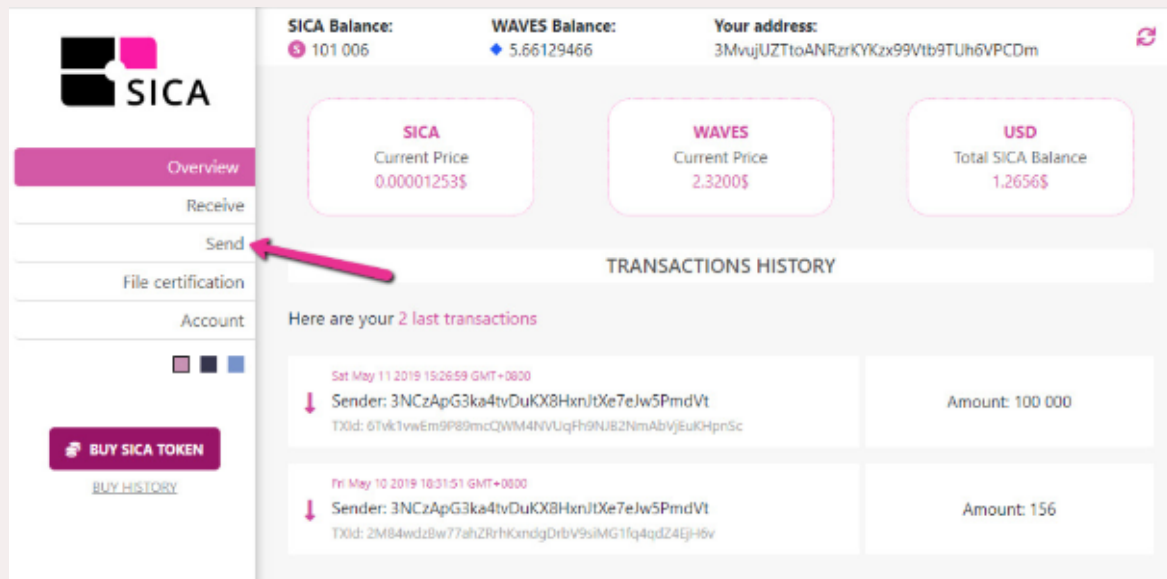 SICA
Overview
Receive
Send
File certification
Account
BUY SICA TOKEN
BUY HISTORY
SICA Balance:
101 006
WAVES Balance:
5.66129466
Your address:
3MvujUZTtoANRzrKYKzx99Vtb9TUh6VPCDm
SICA
Current Price
0.00001253$
WAVES
Current Price
2.3200$
USD
Total SICA Balance
1.2656$
TRANSACTIONS HISTORY
Here are your 2 last transactions
Sat May 11 2019 15:26:59 GMT+0800
Sender: 3NCzApG3ka4tvDuKX8HxnJtXe7eJw5PmdVt
TXId:
Amount: 100 000
Fri May 10 2019 18:31:51 GMT+0800
Sender: 3NCzApG3ka4tvDuKX8HxnJtXe7eJw5PmdVt
TXId:
Amount: 156